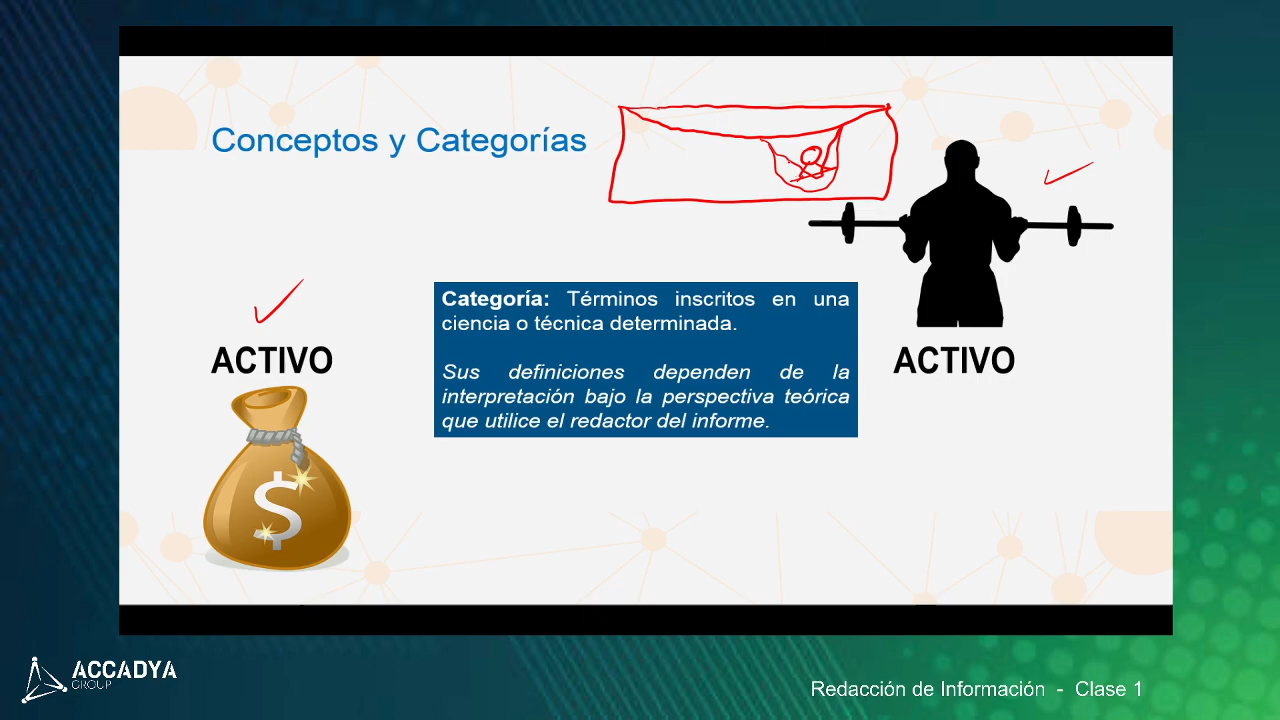 Conceptos y Categorías
ACTIVO
Categoría: Términos inscritos en una
ciencia o técnica determinada.
Sus definiciones dependen de la
interpretación bajo la perspectiva teórica
que utilice el redactor del informe.
ACTIVO
$
ACCADYA
GROUP
Redacción de Información - Clase 1